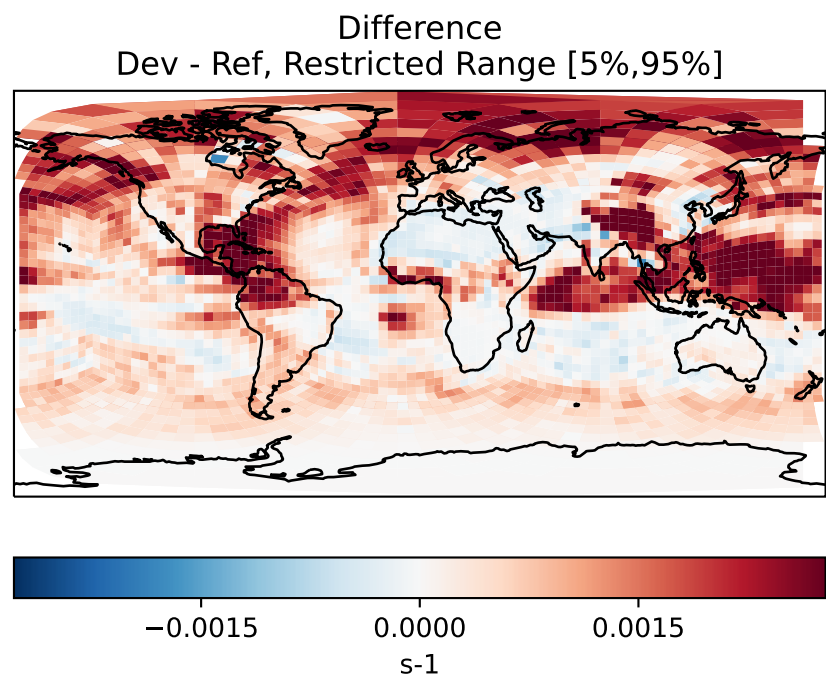 Difference
Dev - Ref, Restricted Range [5%,95%]
−0.0015 0.0000 0.0015
s-1